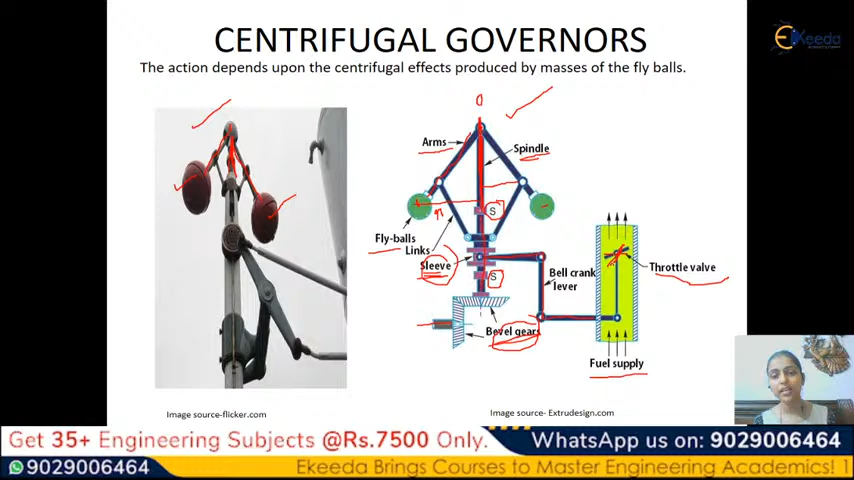 CENTRIFUGAL GOVERNORS
The action depends upon the centrifugal effects produced by masses of the fly balls.
Ekeeda
Arms
Spindle
S
Fly-balls
Links
Sleeve
S
Bell crank
lever
Throttle valve
Bevel gears
Fuel supply
Image source-flicker.com
Image source- Extrudesign.com
Get 35+ Engineering Subjects @Rs.7500 Only.
WhatsApp us on: 9029006464
9029006464
Ekeeda Brings Courses to Master Engineering Academics! 1